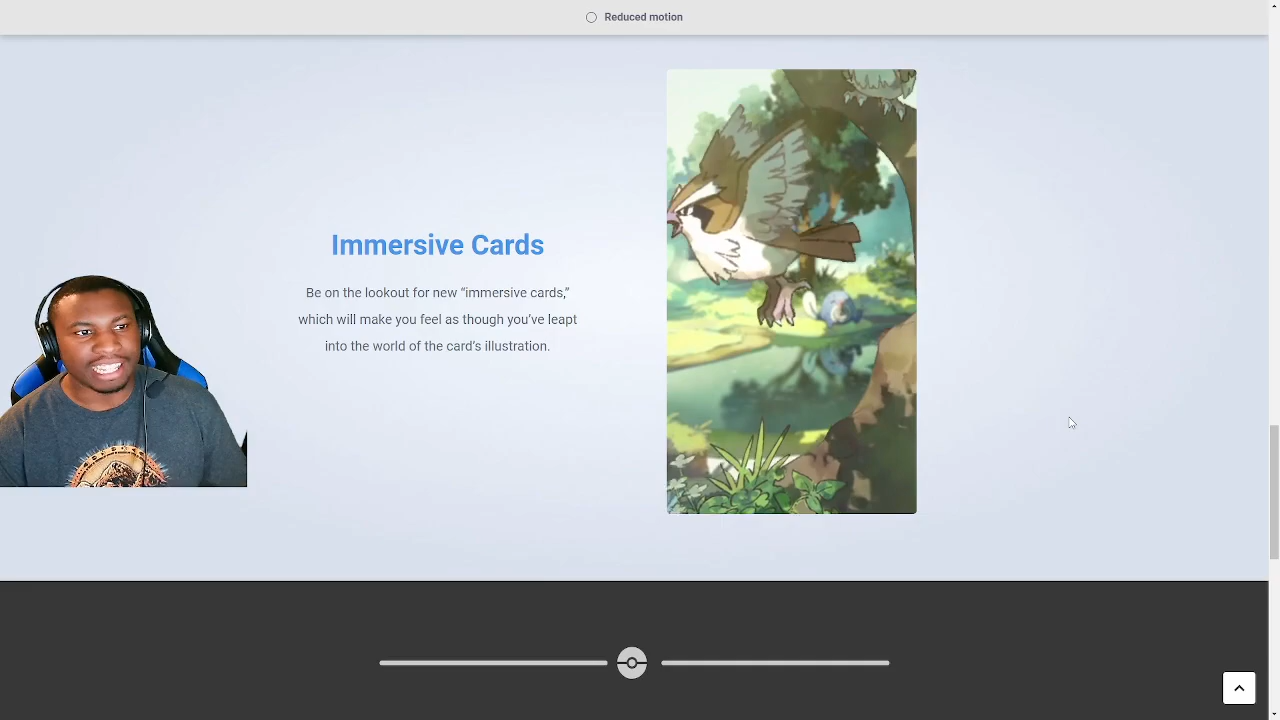 Reduced motion
Immersive Cards
Be on the lookout for new “immersive cards,”
which will make you feel as though you’ve leapt
into the world of the card’s illustration.